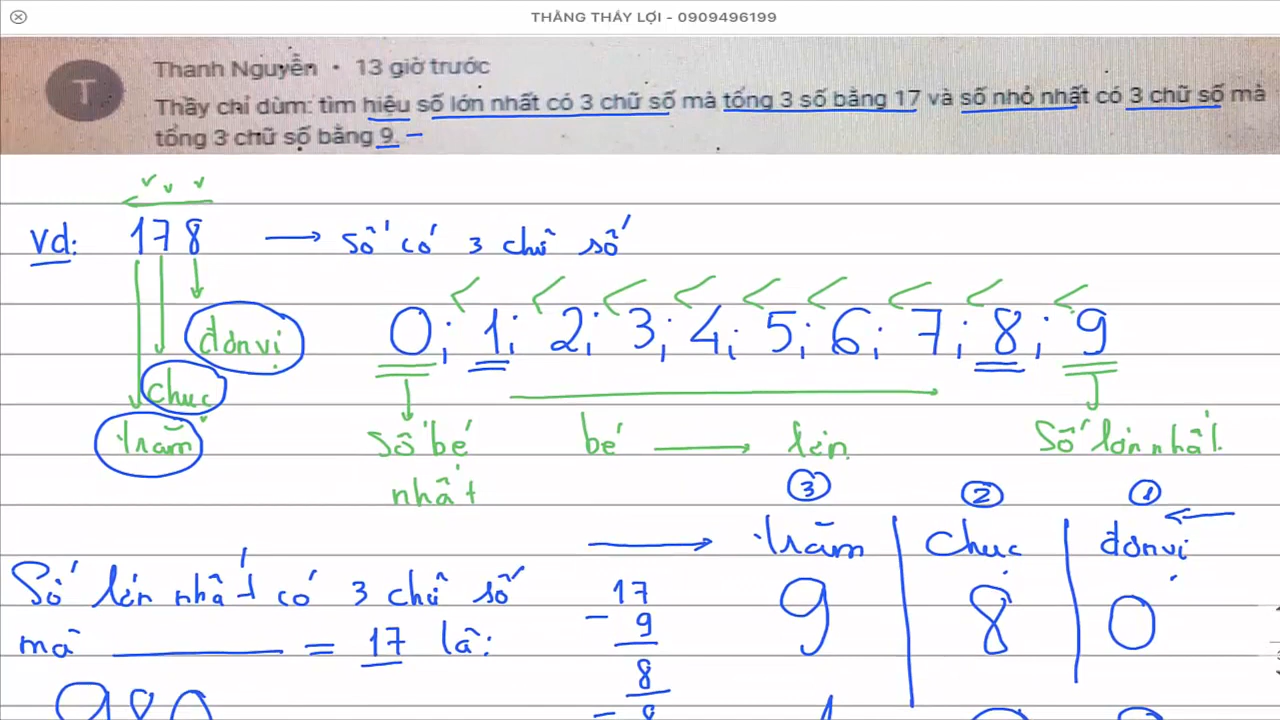 THẦNG THẦY LỢI - 0909496199
T
Thanh Nguyễn • 13 giờ trước
Thầy chỉ dùm: tìm hiệu số lớn nhất có 3 chữ số mà tổng 3 số bằng 17 và số nhỏ nhất có 3 chữ số mà
tổng 3 chữ số bằng 9.
vd: 178 → số có 3 chữ số
< < < < < < < < <
0; 1; 2; 3; 4; 5; 6; 7; 8; 9
đơn vị
chục
trăm
số bé nhất
bé → lớn
Số lớn nhất.
③ ② ①
→ trăm chục đơn vị
Số lớn nhất có 3 chữ số
mà = 17 là:
17
- 9
8
9 8 0
980